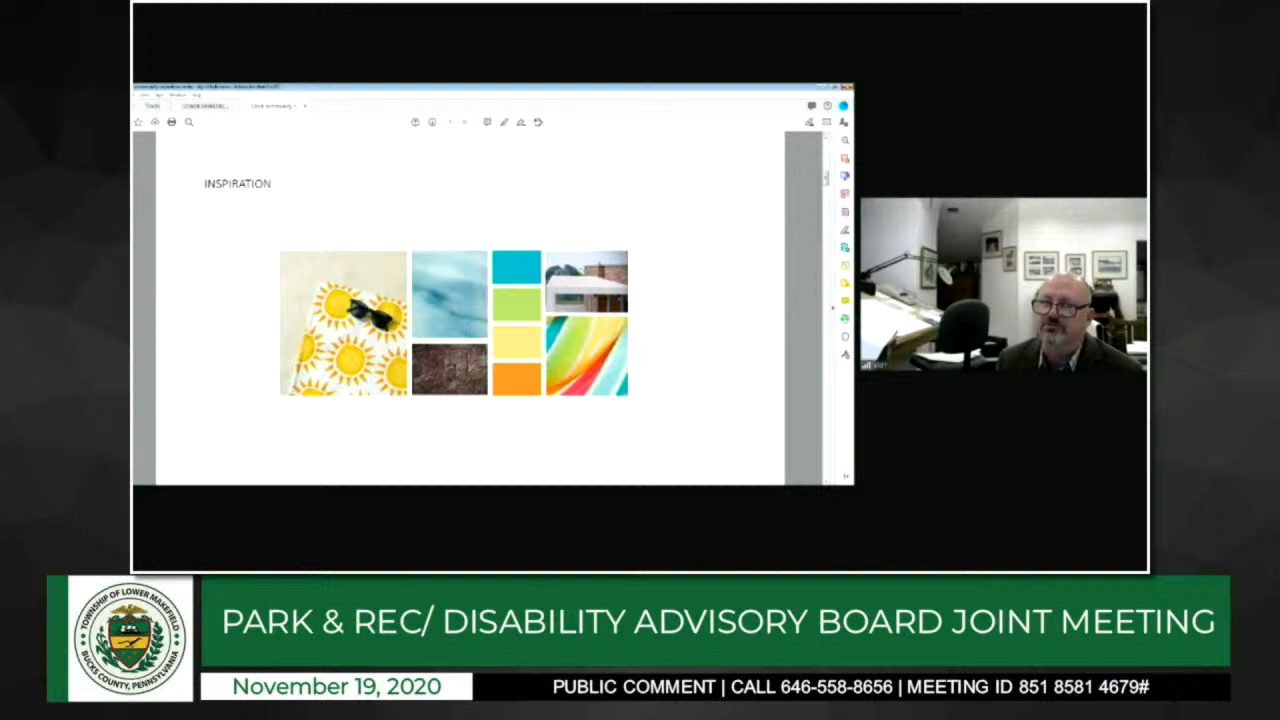 Tools
INSPIRATION
TOWNSHIP OF LOWER MAKEFIELD
BUCKS COUNTY, PENNSYLVANIA
PARK & REC/ DISABILITY ADVISORY BOARD JOINT MEETING
November 19, 2020
PUBLIC COMMENT | CALL 646-558-8656 | MEETING ID 851 8581 4679#